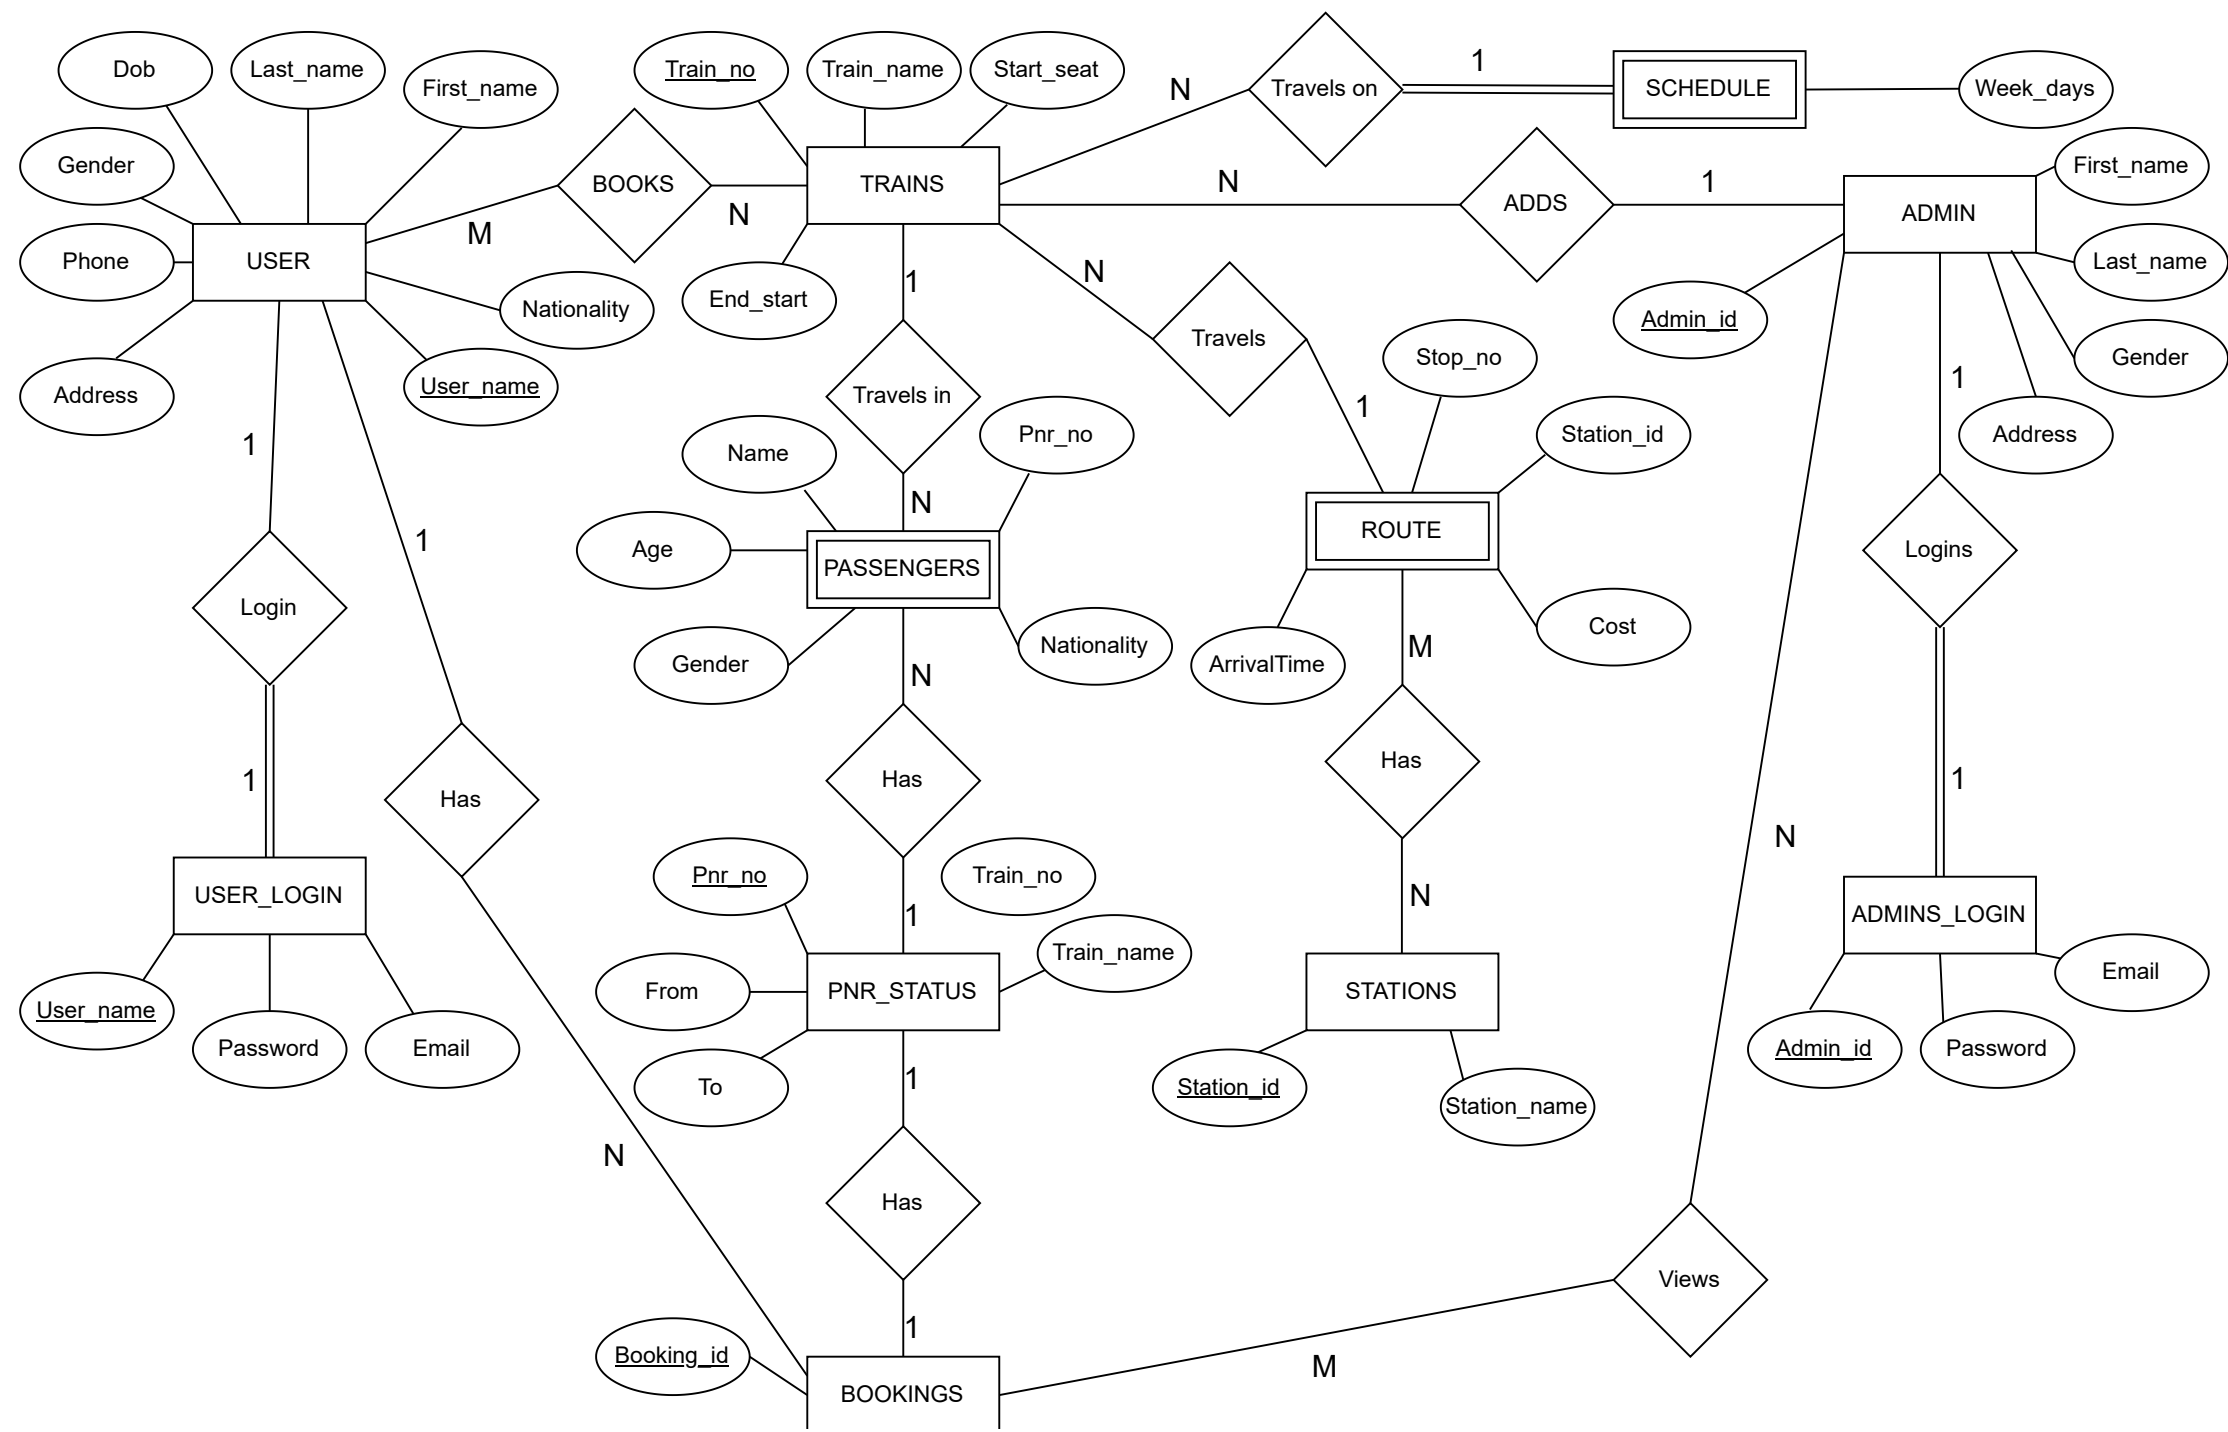 Dob
Last_name
First_name
Train_no
Train_name
Start_seat
Travels on
1
SCHEDULE
Week_days
N
Gender
BOOKS
TRAINS
N
ADDS
1
ADMIN
First_name
M
N
Phone
USER
Nationality
End_start
1
N
Travels
Admin_id
Last_name
Gender
Address
User_name
Travels in
Stop_no
1
1
Address
1
Name
Pnr_no
Station_id
N
1
Age
PASSENGERS
ROUTE
Logins
Login
Gender
N
Nationality
ArrivalTime
M
Cost
1
Has
Has
Has
1
N
Pnr_no
Train_no
USER_LOGIN
1
N
ADMINS_LOGIN
From
PNR_STATUS
Train_name
STATIONS
Email
User_name
Password
Email
To
1
Station_id
Station_name
Admin_id
Password
N
Has
Views
Booking_id
1
BOOKINGS
M